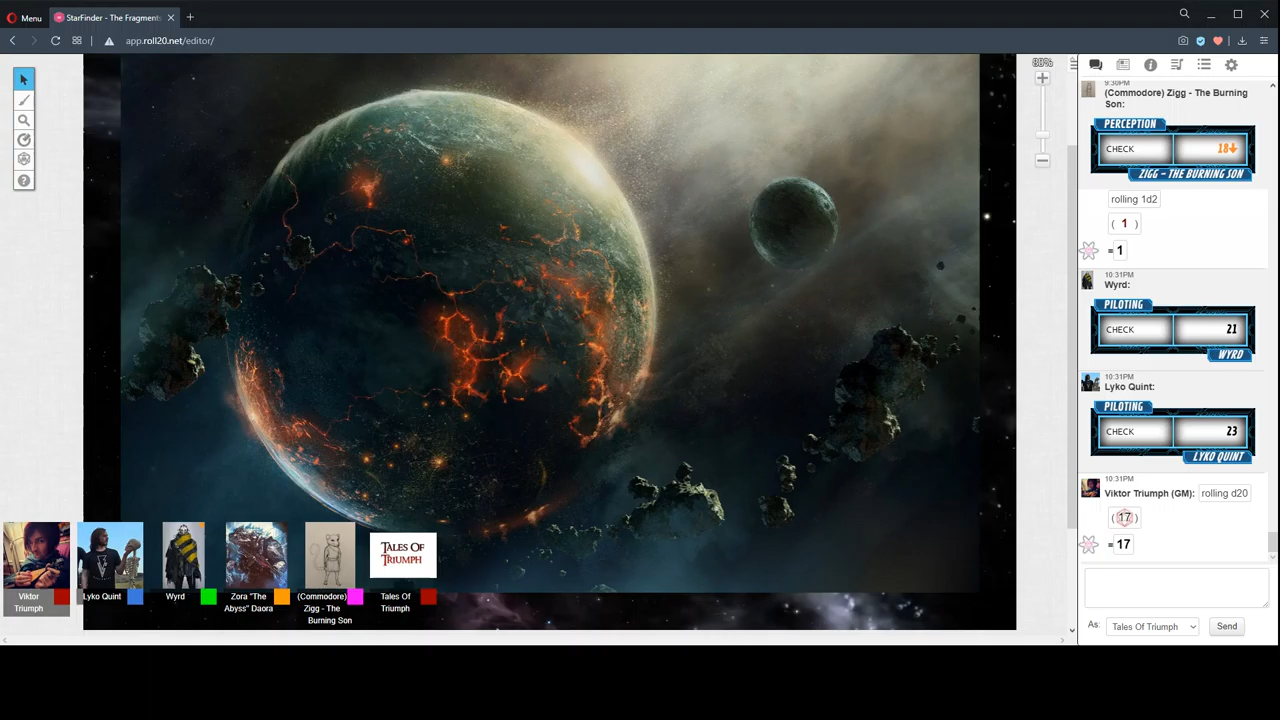 Menu
StarFinder - The Fragments
app.roll20.net/editor/
88%
9:30PM
(Commodore) Zigg - The Burning
Son:
PERCEPTION
CHECK
18
ZIGG - THE BURNING SON
rolling 1d2
( 1 )
=1
10:31PM
Wyrd:
PILOTING
CHECK
21
WYRD
10:31PM
Lyko Quint:
PILOTING
CHECK
23
LYKO QUINT
10:31PM
Viktor Triumph (GM): rolling d20
(17)
=17
TALES OF
TRIUMPH
Viktor
Triumph
Lyko Quint
Wyrd
Zora "The
Abyss" Daora
(Commodore)
Zigg - The
Burning Son
Tales Of
Triumph
As:
Tales Of Triumph
Send